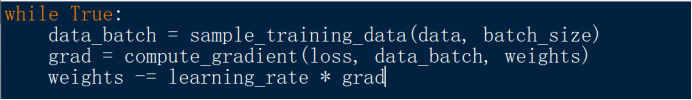 while True:
    data_batch = sample_training_data(data, batch_size)
    grad = compute_gradient(loss, data_batch, weights)
    weights -= learning_rate * grad